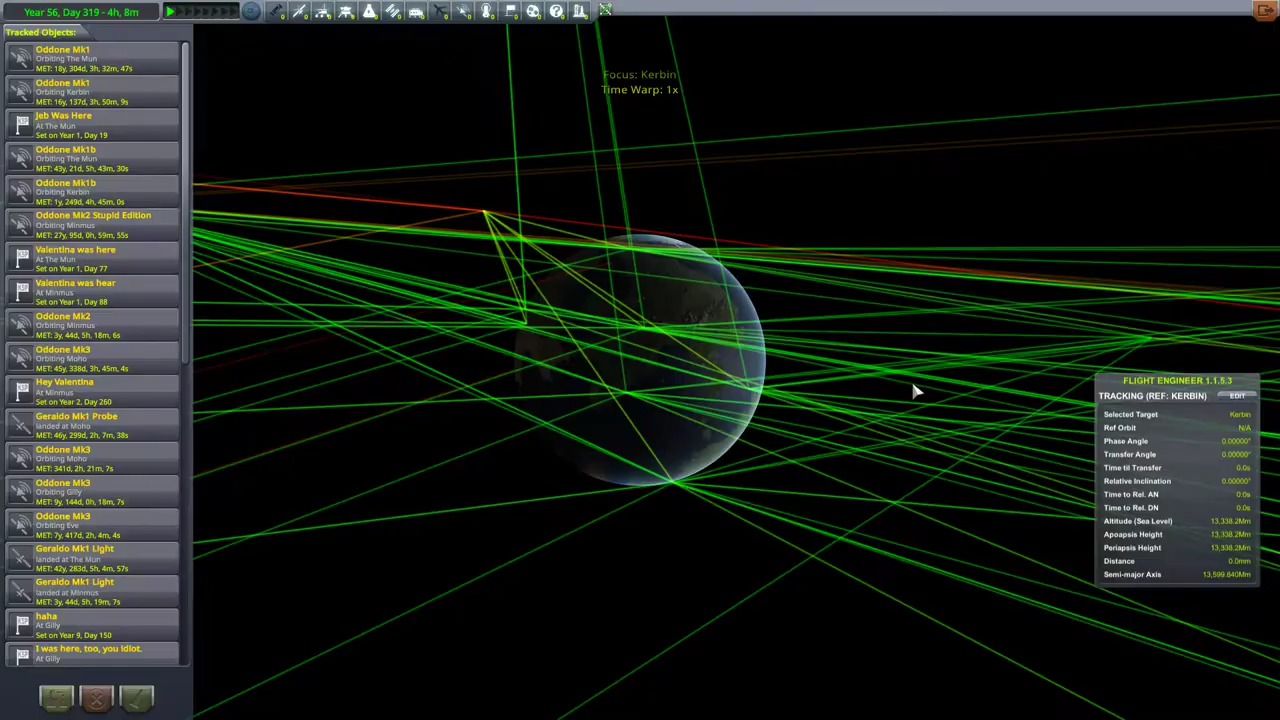 Year 56, Day 319 - 4h, 8m
Tracked Objects:
Oddone Mk1
Orbiting The Mun
MET: 18y, 304d, 3h, 32m, 47s
Oddone Mk1
Orbiting Kerbin
MET: 16y, 137d, 3h, 50m, 9s
Jeb Was Here
At The Mun
Set on Year 1, Day 19
Oddone Mk1b
Orbiting The Mun
MET: 43y, 21d, 5h, 43m, 30s
Oddone Mk1b
Orbiting Kerbin
MET: 1y, 249d, 4h, 45m, 0s
Oddone Mk2 Stupid Edition
Orbiting Minmus
MET: 27y, 95d, 0h, 59m, 55s
Valentina was here
At The Mun
Set on Year 1, Day 77
Valentina was hear
At Minmus
Set on Year 1, Day 88
Oddone Mk2
Orbiting Minmus
MET: 3y, 44d, 5h, 18m, 6s
Oddone Mk3
Orbiting Moho
MET: 45y, 338d, 3h, 45m, 4s
Hey Valentina
At Minmus
Set on Year 2, Day 260
Geraldo Mk1 Probe
landed at Moho
MET: 46y, 299d, 2h, 7m, 38s
Oddone Mk3
Orbiting Moho
MET: 341d, 2h, 21m, 7s
Oddone Mk3
Orbiting Gilly
MET: 9y, 144d, 0h, 18m, 7s
Oddone Mk3
Orbiting Eve
MET: 7y, 417d, 2h, 4m, 4s
Geraldo Mk1 Light
landed at The Mun
MET: 42y, 283d, 5h, 4m, 57s
Geraldo Mk1 Light
landed at Minmus
MET: 3y, 44d, 5h, 19m, 7s
haha
At Gilly
Set on Year 9, Day 150
I was here, too, you idiot.
At Gilly
Focus: Kerbin
Time Warp: 1x
FLIGHT ENGINEER 1.1.5.3
TRACKING (REF: KERBIN) EDIT
Selected Target Kerbin
Ref Orbit N/A
Phase Angle 0.00000°
Transfer Angle 0.00000°
Time til Transfer 0.0s
Relative Inclination 0.00000°
Time to Rel. AN 0.0s
Time to Rel. DN 0.0s
Altitude (Sea Level) 13,338.2Mm
Apoapsis Height 13,338.2Mm
Periapsis Height 13,338.2Mm
Distance 0.0mm
Semi-major Axis 13,599.840Mm